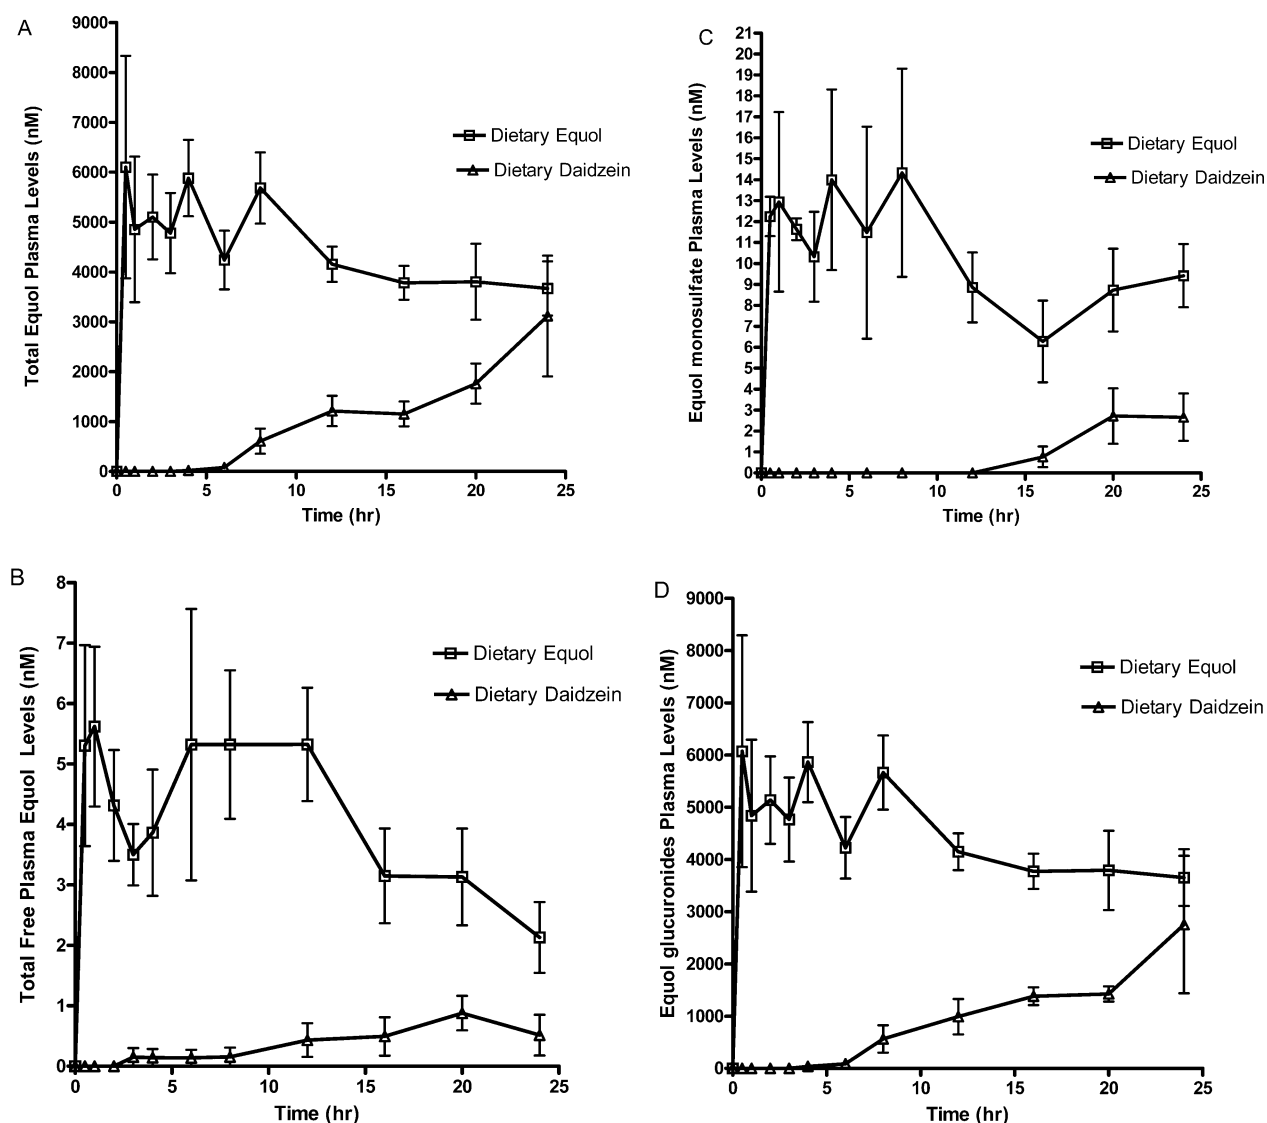 A
Total Equol Plasma Levels (nM)
9000
8000
7000
6000
5000
4000
3000
2000
1000
0
0 5 10 15 20 25
Time (hr)
Dietary Equol
Dietary Daidzein
C
Equol monosulfate Plasma Levels (nM)
21
20
19
18
17
16
15
14
13
12
11
10
9
8
7
6
5
4
3
2
1
0
0 5 10 15 20 25
Time (hr)
Dietary Equol
Dietary Daidzein
B
Total Free Plasma Equol Levels (nM)
8
7
6
5
4
3
2
1
0
0 5 10 15 20 25
Time (hr)
Dietary Equol
Dietary Daidzein
D
Equol glucuronides Plasma Levels (nM)
9000
8000
7000
6000
5000
4000
3000
2000
1000
0
0 5 10 15 20 25
Time (hr)
Dietary Equol
Dietary Daidzein